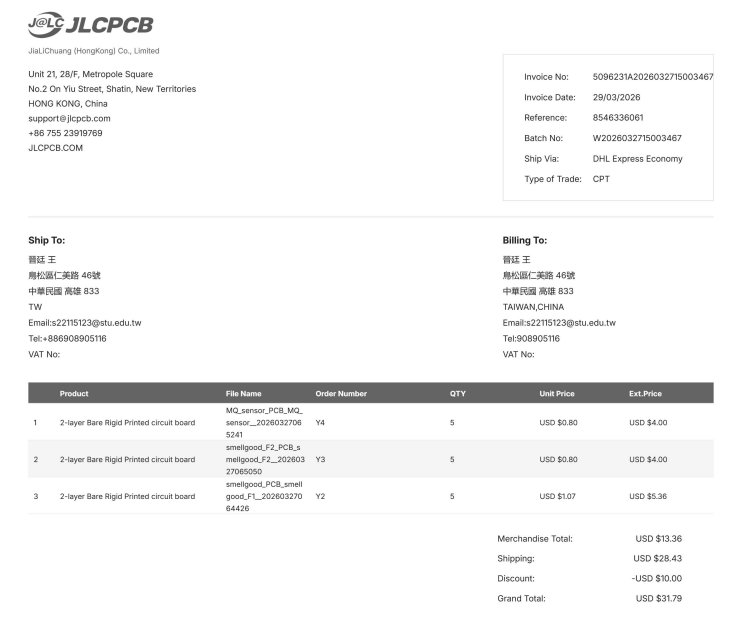 J@LC JLCPCB
JiaLiChuang (HongKong) Co., Limited
Unit 21, 28/F, Metropole Square
No.2 On Yiu Street, Shatin, New Territories
HONG KONG, China
support@jlcpcb.com
+86 755 23919769
JLCPCB.COM
Invoice No: 5096231A2026032715003467
Invoice Date: 29/03/2026
Reference: 8546336061
Batch No: W2026032715003467
Ship Via: DHL Express Economy
Type of Trade: CPT
Ship To:
晉廷 王
鳥松區仁美路 46號
中華民國 高雄 833
TW
Email:s22115123@stu.edu.tw
Tel:+886908905116
VAT No:
Billing To:
晉廷 王
鳥松區仁美路 46號
中華民國 高雄 833
TAIWAN,CHINA
Email:s22115123@stu.edu.tw
Tel:908905116
VAT No:
Product File Name Order Number QTY Unit Price Ext.Price
MQ_sensor_PCB_MQ_
1 2-layer Bare Rigid Printed circuit board sensor__2026032706 Y4 5 USD $0.80 USD $4.00
5241
smellgood_F2_PCB_s
2 2-layer Bare Rigid Printed circuit board mellgood_F2__202603 Y3 5 USD $0.80 USD $4.00
27065050
smellgood_PCB_smell
3 2-layer Bare Rigid Printed circuit board good_F1__202603270 Y2 5 USD $1.07 USD $5.36
64426
Merchandise Total: USD $13.36
Shipping: USD $28.43
Discount: -USD $10.00
Grand Total: USD $31.79